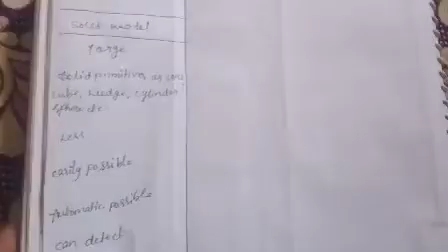 Solid model
large
Solid primitives as cone
cube, wedge, cylinder
sphere etc.
Less
easily possible
Automatic possible
can detect